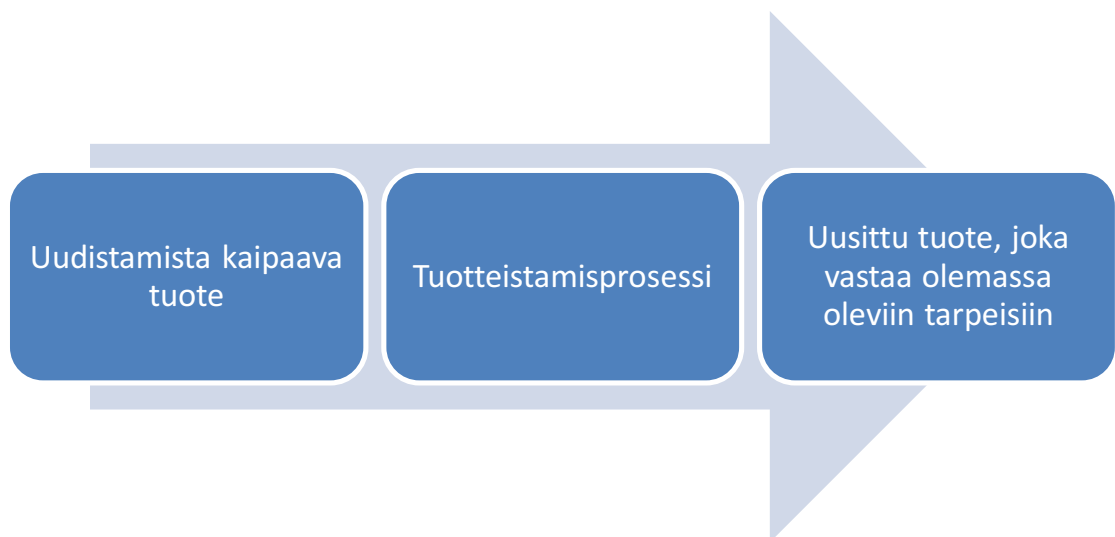 Uudistamista kaipaava
tuote
Tuotteistamisprosessi
Uusittu tuote, joka
vastaa olemassa
oleviin tarpeisiin